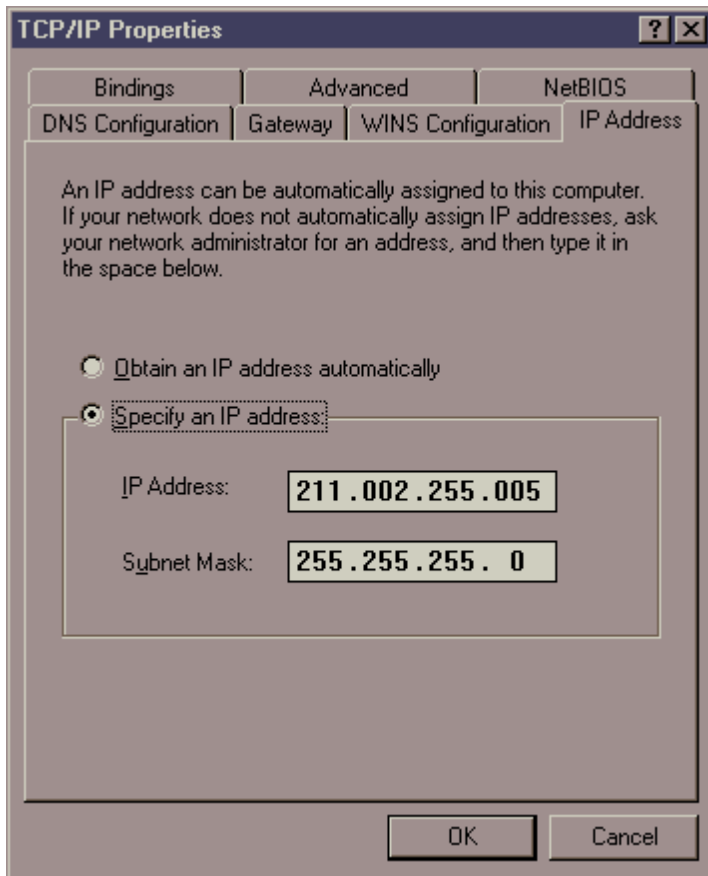 TCP/IP Properties
Bindings Advanced NetBIOS
DNS Configuration Gateway WINS Configuration IP Address
An IP address can be automatically assigned to this computer.
If your network does not automatically assign IP addresses, ask
your network administrator for an address, and then type it in
the space below.
Obtain an IP address automatically
Specify an IP address:
IP Address: 211.002.255.005
Subnet Mask: 255.255.255. 0
OK Cancel